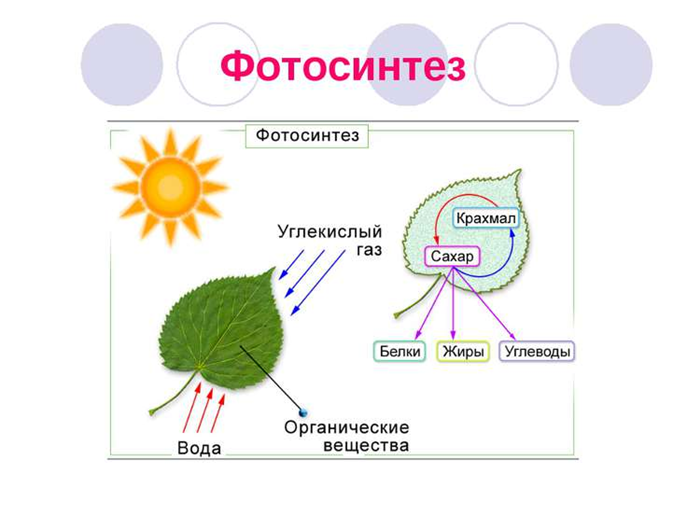 Фотосинтез
Фотосинтез
Углекислый
газ
Крахмал
Сахар
Белки
Жиры
Углеводы
Органические
вещества
Вода